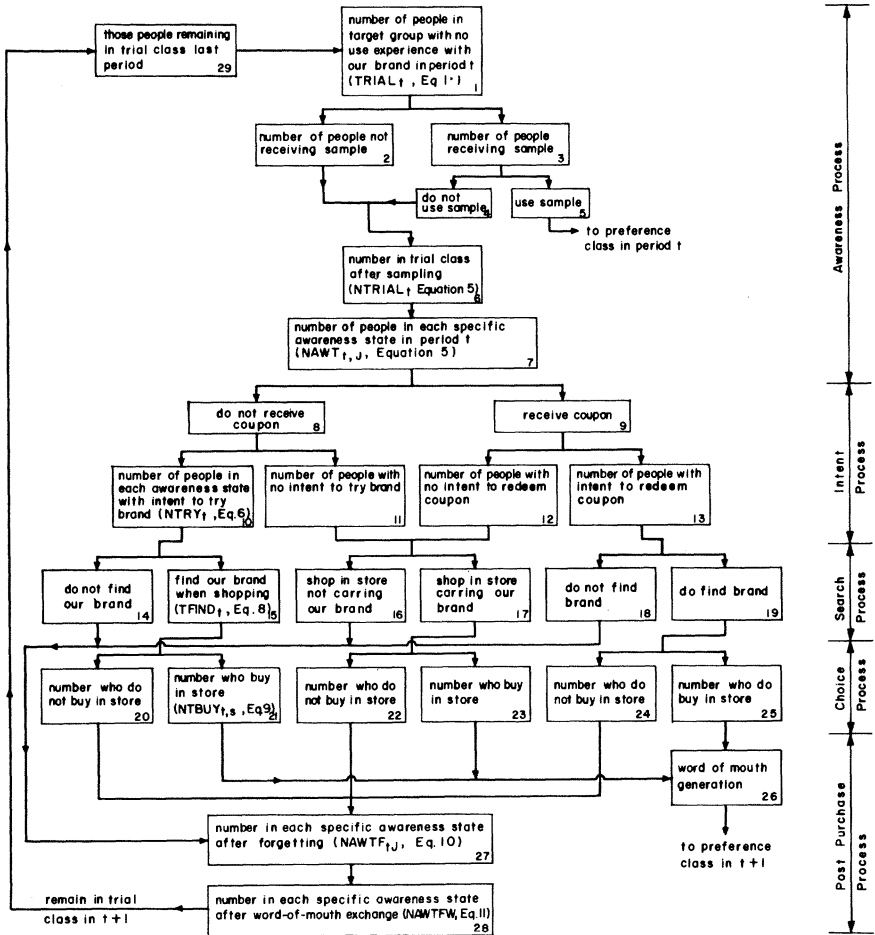 those people remaining
in trial class last
period
29
number of people in
target group with no
use experience with
our brand in period t
(TRIAL t , Eq 1·)
1
number of people not
receiving sample
2
number of people
receiving sample
3
do not
use sample
4
use sample
5
to preference
class in period t
number in trial class
after sampling
(NTRIAL t Equation 5)
6
number of people in each specific
awareness state in period t
(NAWT t, J, Equation 5)
7
Awareness Process
do not receive
coupon
8
receive coupon
9
number of people in
each awareness state
with intent to try
brand (NTRY t ,Eq.6)
10
number of people with
no intent to try brand
11
number of people with
no intent to redeem
coupon
12
number of people with
intent to redeem
coupon
13
Intent
Process
do not find
our brand
14
find our brand
when shopping
(TFIND t , Eq. 8)
15
shop in store
not carring
our brand
16
shop in store
carring our
brand
17
do not find
brand
18
do find brand
19
Search
Process
number who do
not buy in store
20
number who buy
in store
(NTBUY t,s , Eq9)
21
number who do
not buy in store
22
number who buy
in store
23
number who do
not buy in store
24
number who do
buy in store
25
Choice
Process
word of mouth
generation
26
to preference
class in t+1
number in each specific awareness state
after forgetting (NAWTF tJ , Eq. 10)
27
remain in trial
class in t+1
number in each specific awareness state
after word-of-mouth exchange (NAWTFW, Eq. 11)
28
Post Purchase
Process